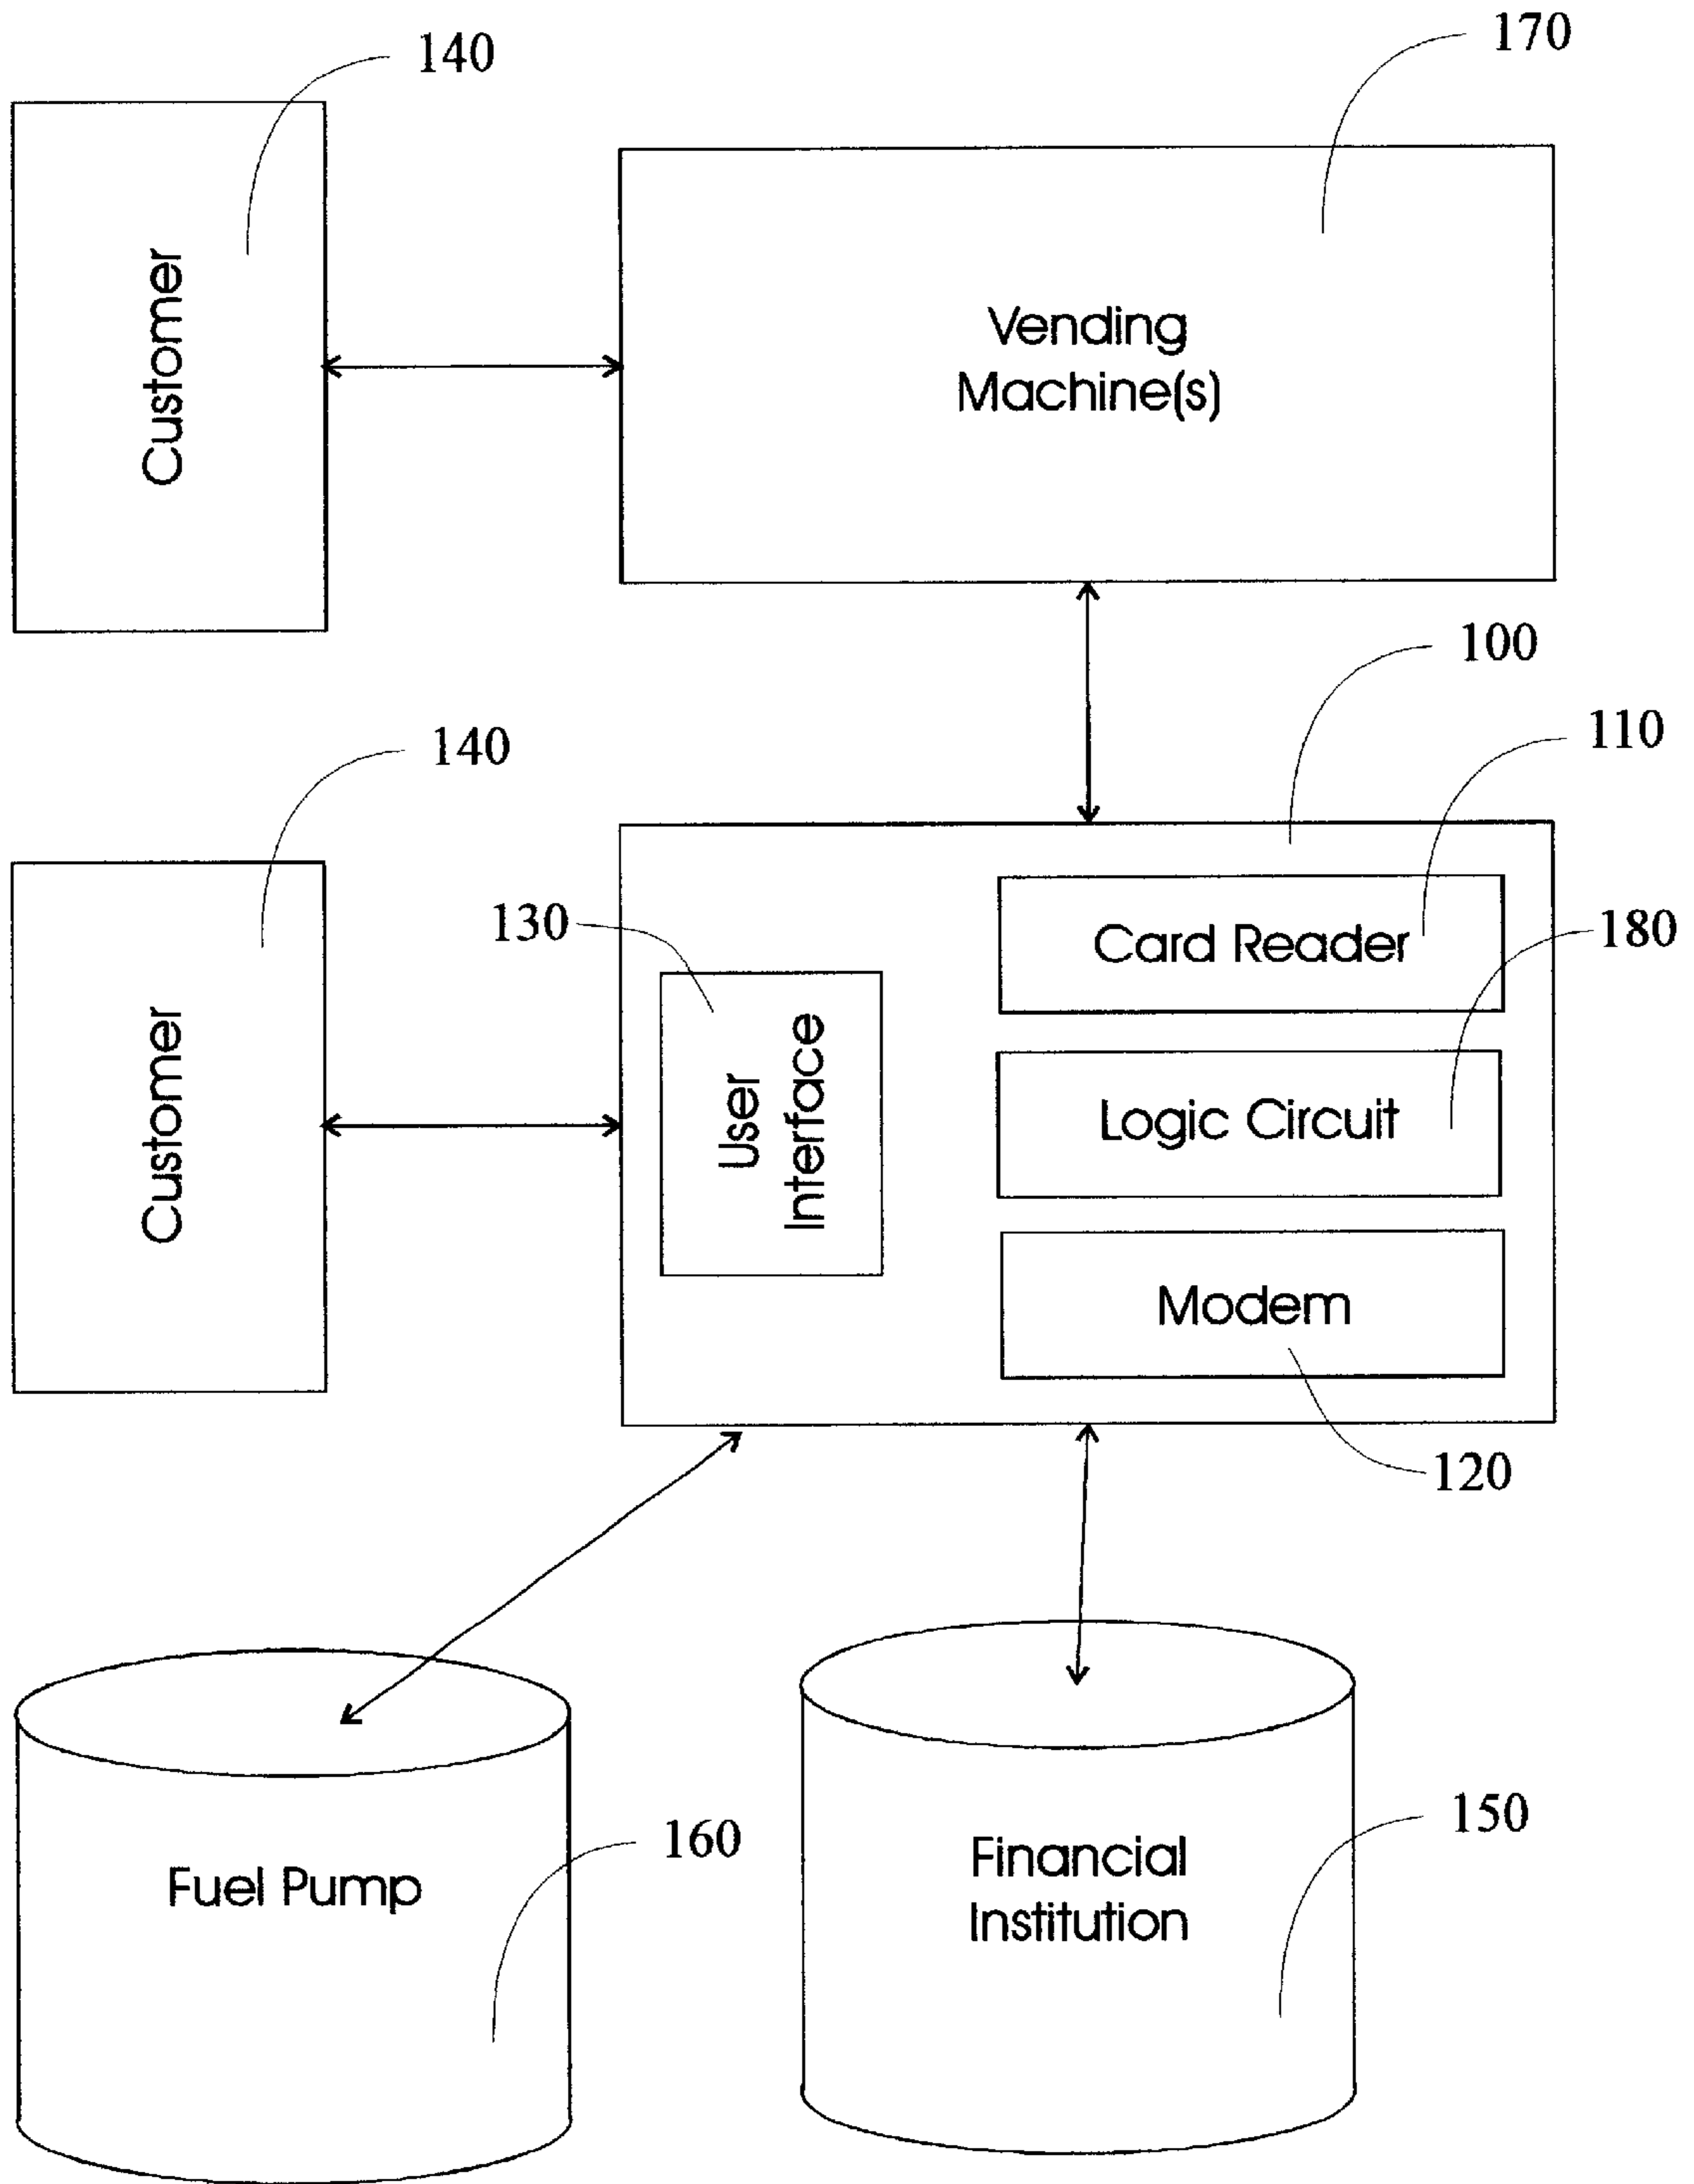 140
170
Customer
Vending
Machine(s)
100
110
140
130
Card Reader
180
Customer
User
Interface
Logic Circuit
Modem
120
160
150
Fuel Pump
Financial
Institution